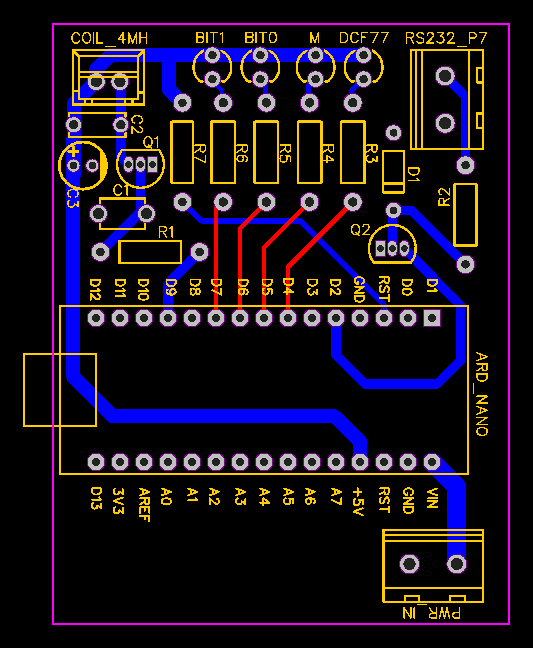 COIL_4MH BIT1 BIT0 M DCF77 RS232_P7
C2
+ Q1 R7 R6 R5 R4 R3 D1
C3 C1 R2
R1 Q2
D12 D11 D10 D9 D8 D7 D6 D5 D4 D3 D2 GND RST D0 D1
ARD_NANO
D13 3V3 AREF A0 A1 A2 A3 A4 A5 A6 A7 +5V RST GND VIN
PWR_IN